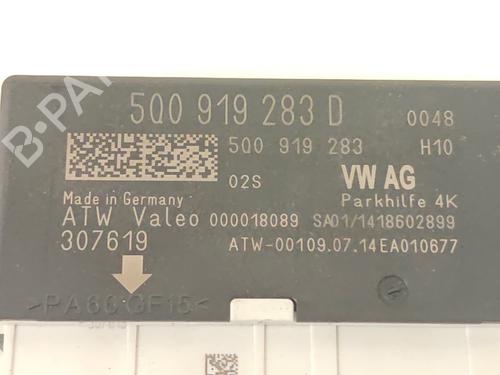 5Q0 919 283 D 0048
5Q0 919 283 H10
02S VW AG
Made in Germany Parkhilfe 4K
ATW Valeo 000018089 SA01/1418602899
307619 ATW-00109.07.14EA010677
>PA66 GF15<
B-PARTS